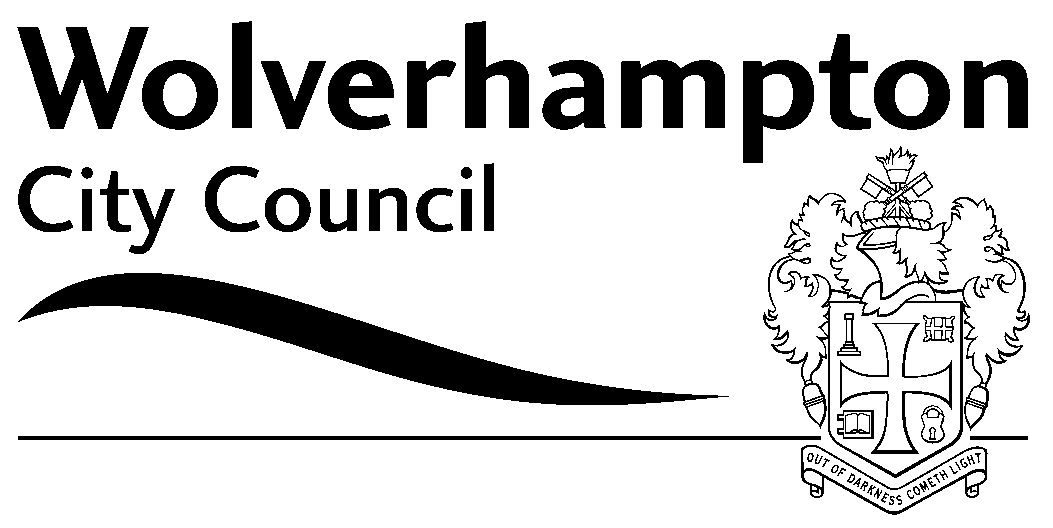 Wolverhampton
City Council
OUT OF DARKNESS COMETH LIGHT